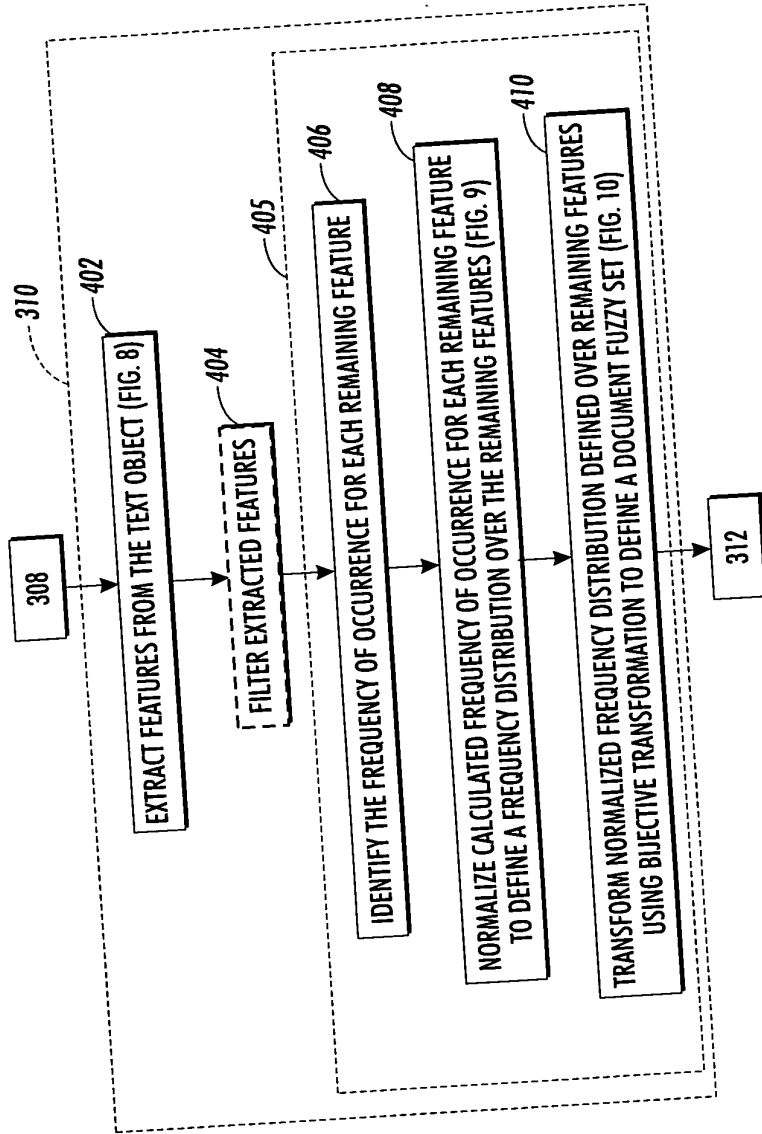 308
310
402
EXTRACT FEATURES FROM THE TEXT OBJECT (FIG. 8)
404
FILTER EXTRACTED FEATURES
405
406
IDENTIFY THE FREQUENCY OF OCCURRENCE FOR EACH REMAINING FEATURE
408
NORMALIZE CALCULATED FREQUENCY OF OCCURRENCE FOR EACH REMAINING FEATURE
TO DEFINE A FREQUENCY DISTRIBUTION OVER THE REMAINING FEATURES (FIG. 9)
410
TRANSFORM NORMALIZED FREQUENCY DISTRIBUTION DEFINED OVER REMAINING FEATURES
USING BIJECTIVE TRANSFORMATION TO DEFINE A DOCUMENT FUZZY SET (FIG. 10)
312